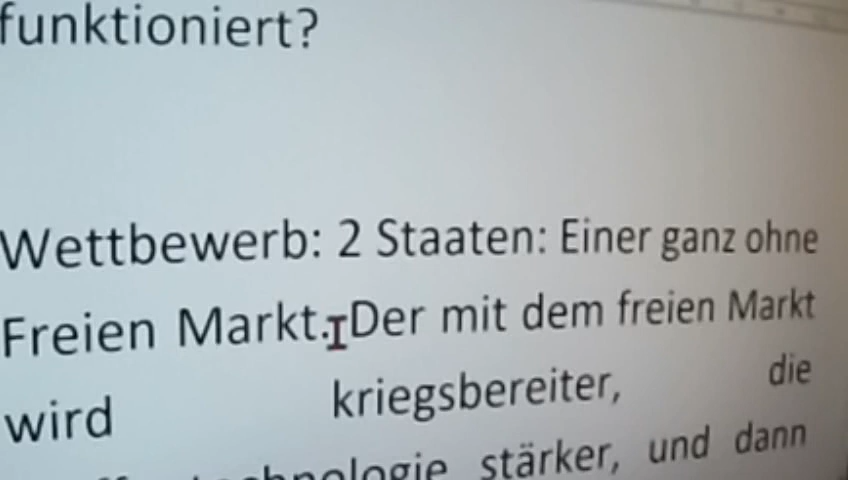 funktioniert?
Wettbewerb: 2 Staaten: Einer ganz ohne
Freien Markt. Der mit dem freien Markt
wird kriegsbereiter, die
stärker, und dann